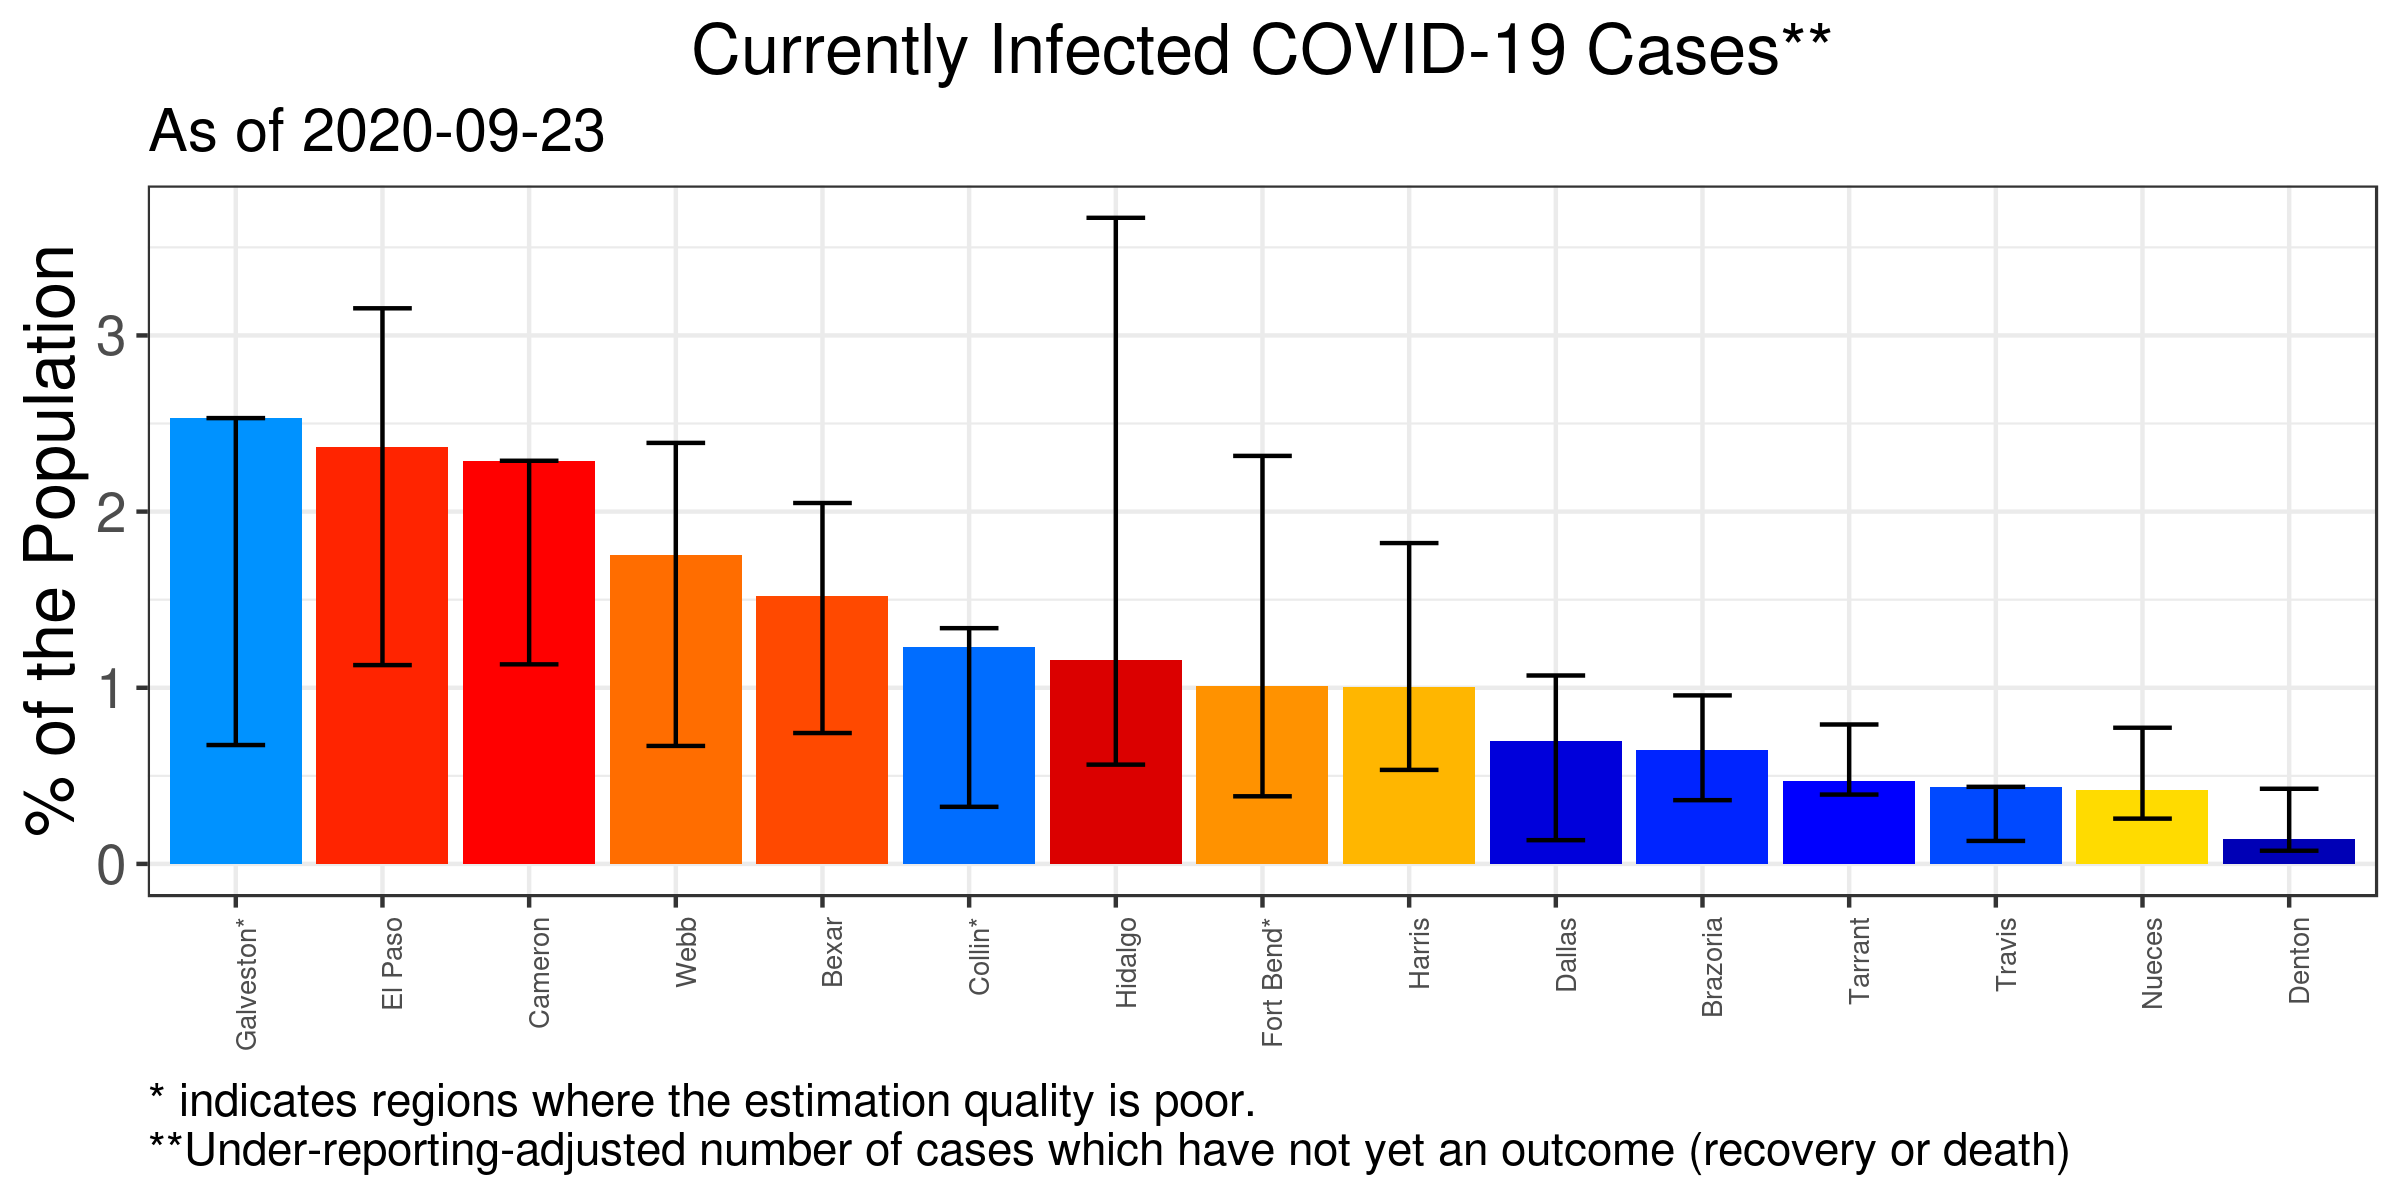 Currently Infected COVID-19 Cases**
As of 2020-09-23
% of the Population
3
2
1
0
Galveston*
El Paso
Cameron
Webb
Bexar
Collin*
Hidalgo
Fort Bend*
Harris
Dallas
Brazoria
Tarrant
Travis
Nueces
Denton
* indicates regions where the estimation quality is poor.
**Under-reporting-adjusted number of cases which have not yet an outcome (recovery or death)